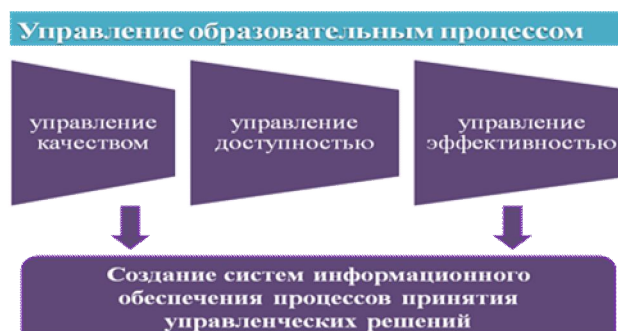 Управление образовательным процессом
управление
качеством
управление
доступностью
управление
эффективностью
Создание систем информационного
обеспечения процессов принятия
управленческих решений